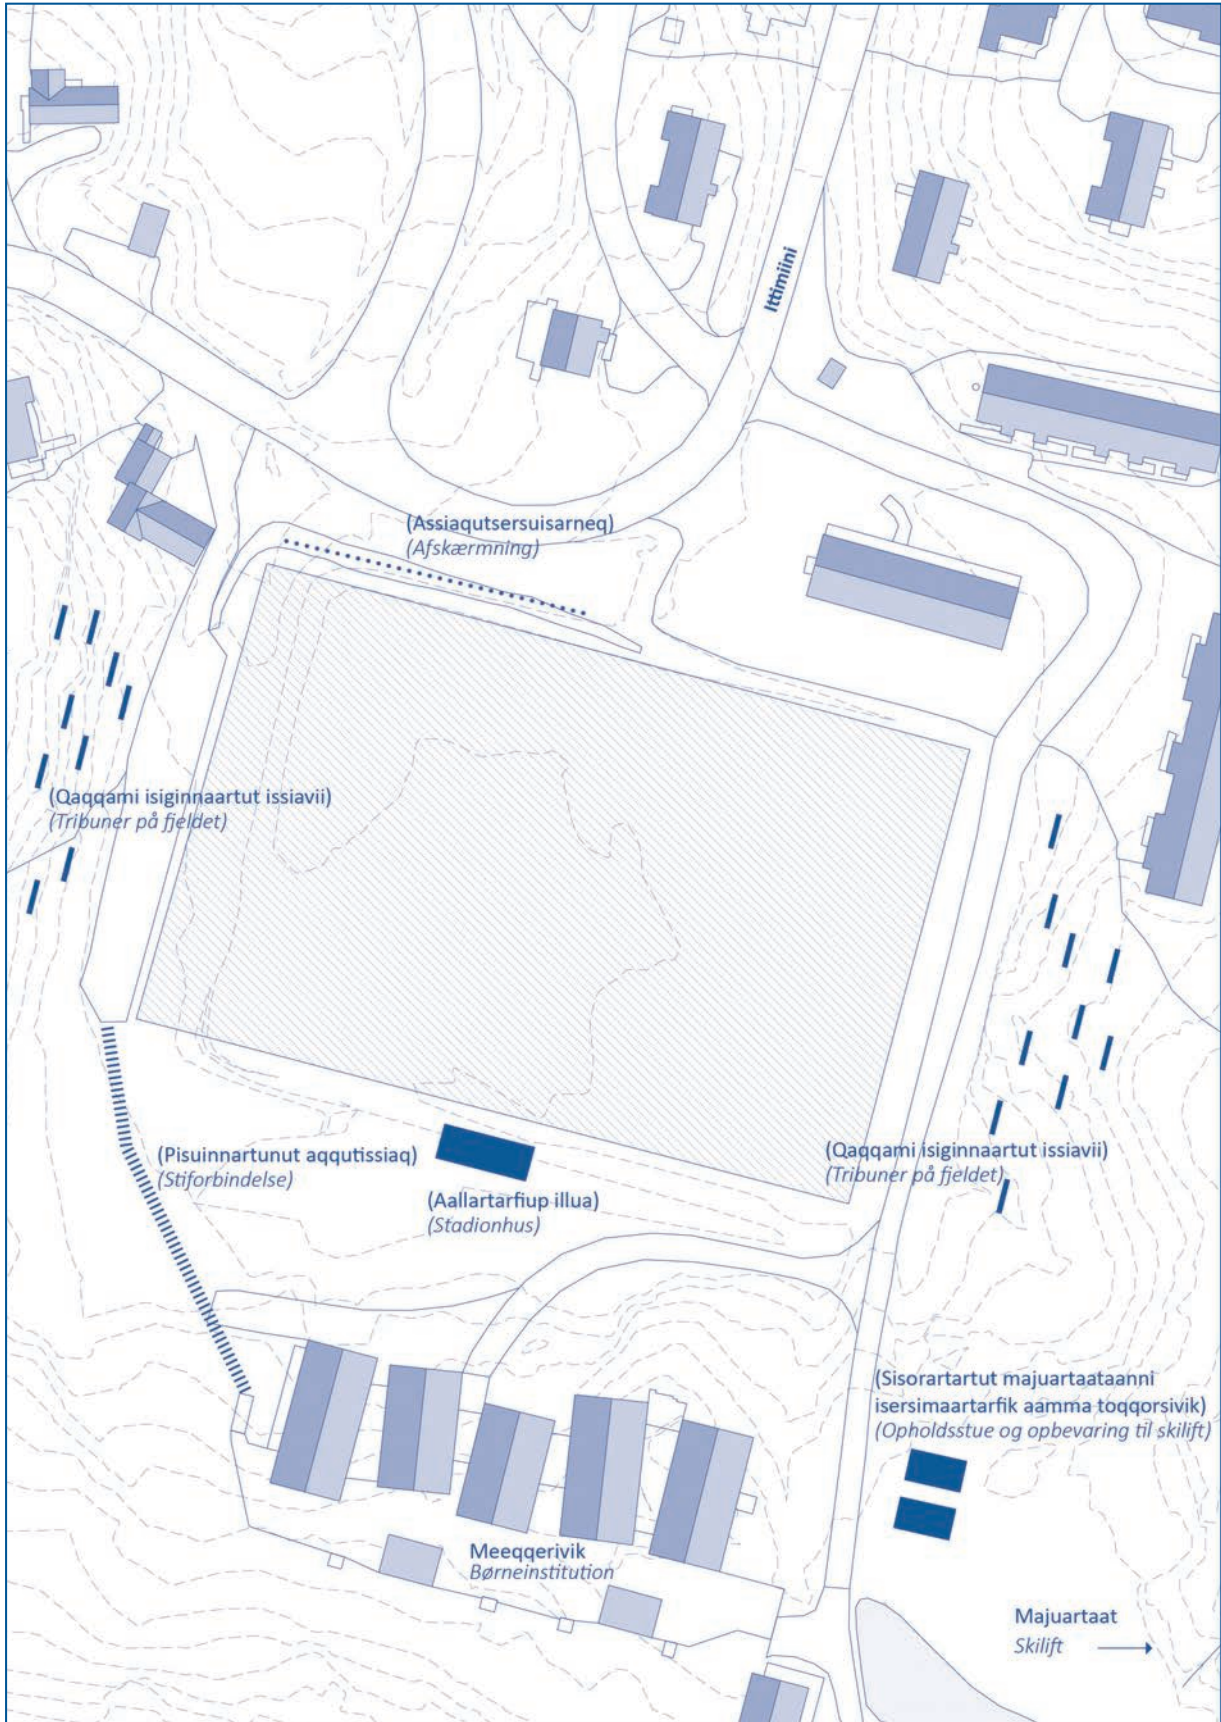 Ittimiini
(Assiaqutsersuisarneq)
(Afskærmning)
(Qaqqami isiginnaartut issiavii)
(Tribuner på fjeldet)
(Pisuinnartunut aqqutissiaq)
(Stiforbindelse)
(Aallartarfiup illua)
(Stadionhus)
(Qaqqami isiginnaartut issiavii)
(Tribuner på fjeldet)
(Sisorartartut majuartaataanni
isersimaartarfik aamma toqqorsivik)
(Opholdsstue og opbevaring til skilift)
Meeqqerivik
Børneinstitution
Majuartaat
Skilift